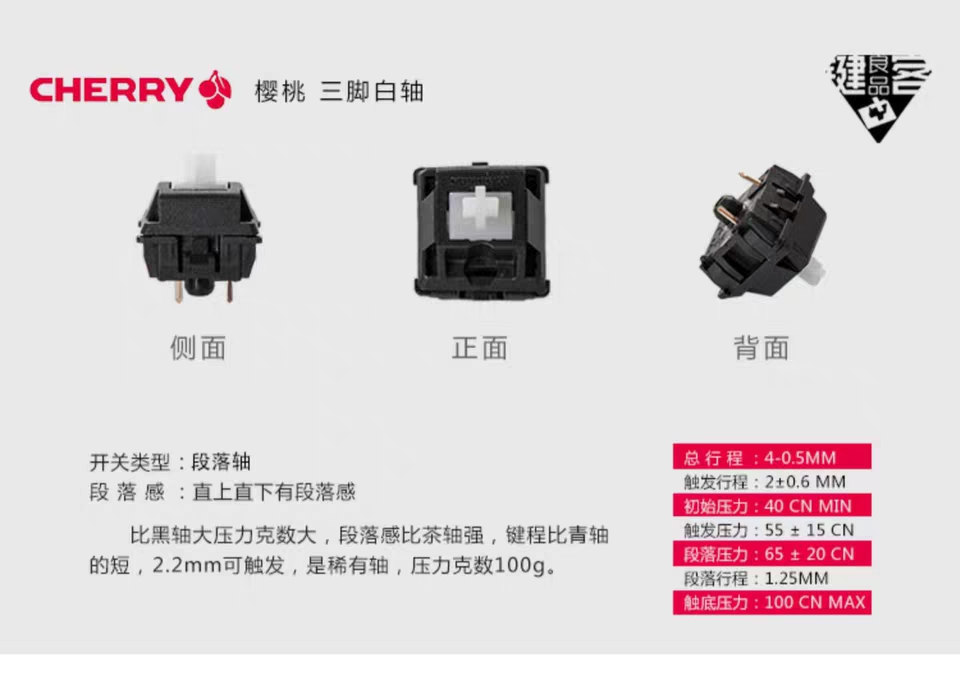 CHERRY 樱桃 三脚白轴
键良品客
侧面
正面
背面
开关类型：段落轴
段 落 感 ：直上直下有段落感
比黑轴大压力克数大，段落感比茶轴强，键程比青轴
的短，2.2mm可触发，是稀有轴，压力克数100g。
总 行 程 ：4-0.5MM
触发行程：2±0.6 MM
初始压力：40 CN MIN
触发压力：55 ± 15 CN
段落压力：65 ± 20 CN
段落行程：1.25MM
触底压力：100 CN MAX